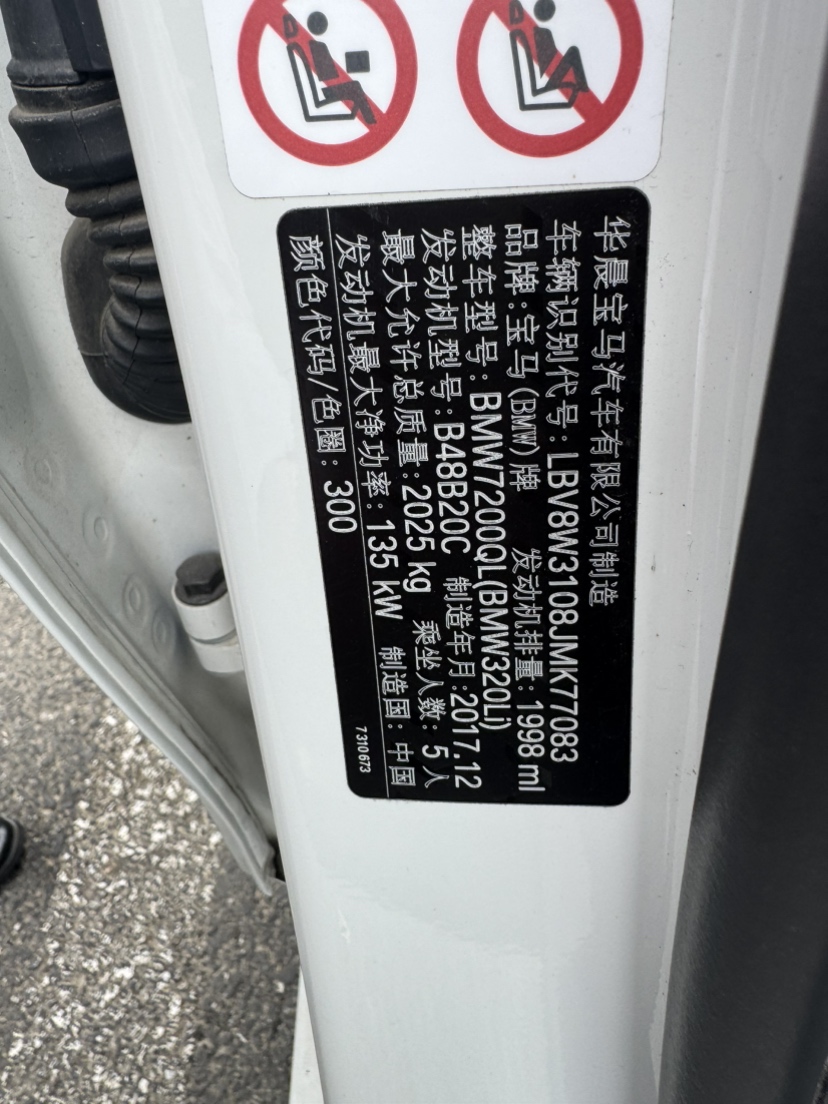 华晨宝马汽车有限公司制造
车辆识别代号:LBV8W3108JMK77083
品牌:宝马(BMW)牌 发动机排量:1998 ml
整车型号:BMW7200QL(BMW320Li)
发动机型号:B48B20C 制造年月:2017.12
最大允许总质量:2025 kg 乘坐人数:5人
发动机最大净功率:135 kW 制造国:中国
颜色代码/色圈:300
7310673